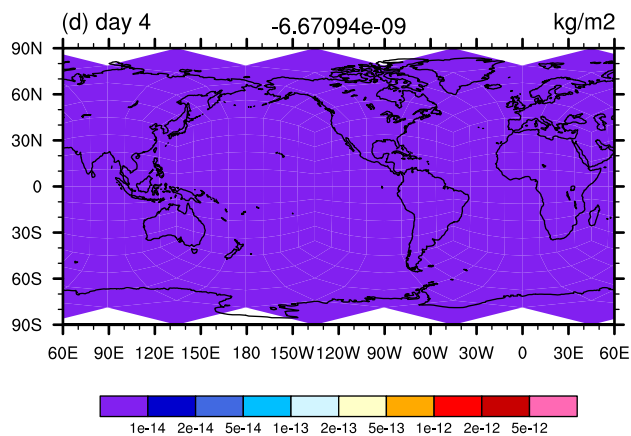 (d) day 4 -6.67094e-09 kg/m2
90N
60N
30N
0
30S
60S
90S
60E 90E 120E 150E 180 150W 120W 90W 60W 30W 0 30E 60E
1e-14 2e-14 5e-14 1e-13 2e-13 5e-13 1e-12 2e-12 5e-12